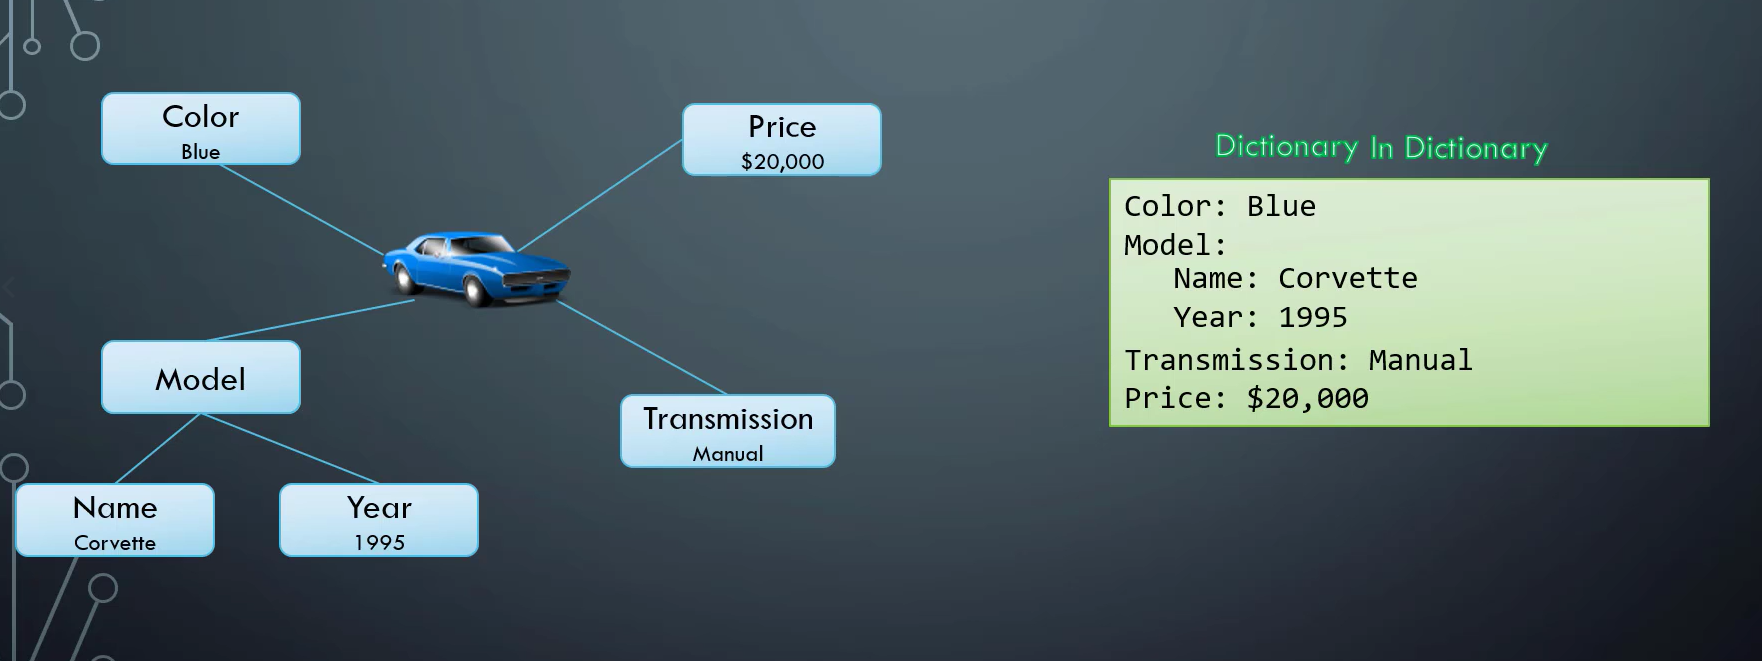 Color
Blue
Price
$20,000
Model
Name
Corvette
Year
1995
Transmission
Manual
Dictionary In Dictionary
Color: Blue
Model:
Name: Corvette
Year: 1995
Transmission: Manual
Price: $20,000